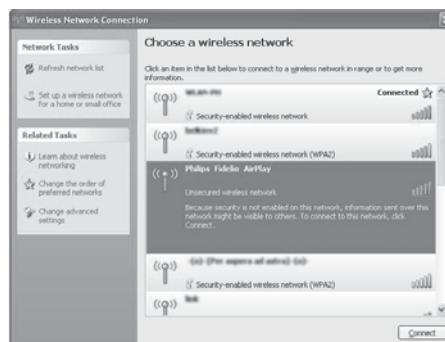 Wireless Network Connection
Network Tasks
Refresh network list
Set up a wireless network
for a home or small office
Related Tasks
Learn about wireless
networking
Change the order of
preferred networks
Change advanced
settings
Choose a wireless network
Click an item in the list below to connect to a wireless network in range or to get more
information.
Connected
Security-enabled wireless network
Security-enabled wireless network (WPA2)
Philips Fidelio AirPlay
Unsecured wireless network
Because security is not enabled on this network, information sent over this
network might be visible to others. To connect to this network, click
Connect.
Security-enabled wireless network (WPA2)
Connect